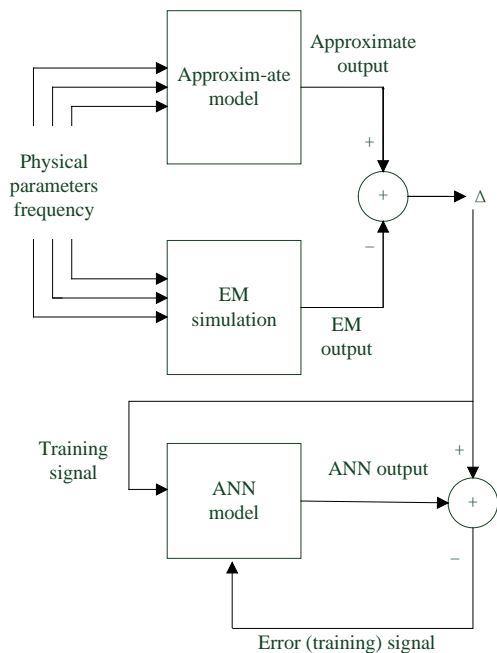 Approximate
output
Approxim-ate
model
+
Physical
parameters
frequency
+
Δ
−
EM
simulation
EM
output
Training
signal
+
ANN output
ANN
model
+
−
Error (training) signal